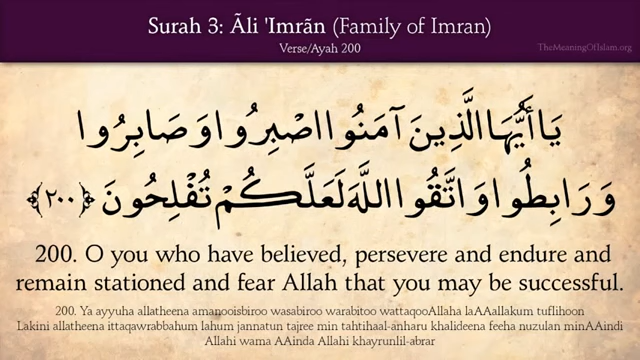 Surah 3: Ãli 'Imrãn (Family of Imran)
Verse/Ayah 200
TheMeaningOfIslam.org
يَا أَيُّهَا الَّذِينَ آمَنُوا اصْبِرُوا وَصَابِرُوا
وَرَابِطُوا وَاتَّقُوا اللَّهَ لَعَلَّكُمْ تُفْلِحُونَ ﴿٢٠٠﴾
200. O you who have believed, persevere and endure and
remain stationed and fear Allah that you may be successful.
200. Ya ayyuha allatheena amanooisbiroo wasabiroo warabitoo wattaqooAllaha laAAallakum tuflihoon
Lakini allatheena ittaqawrabbahum lahum jannatun tajree min tahtihaal-anharu khalideena feeha nuzulan minAAindi
Allahi wama AAinda Allahi khayrunlil-abrar